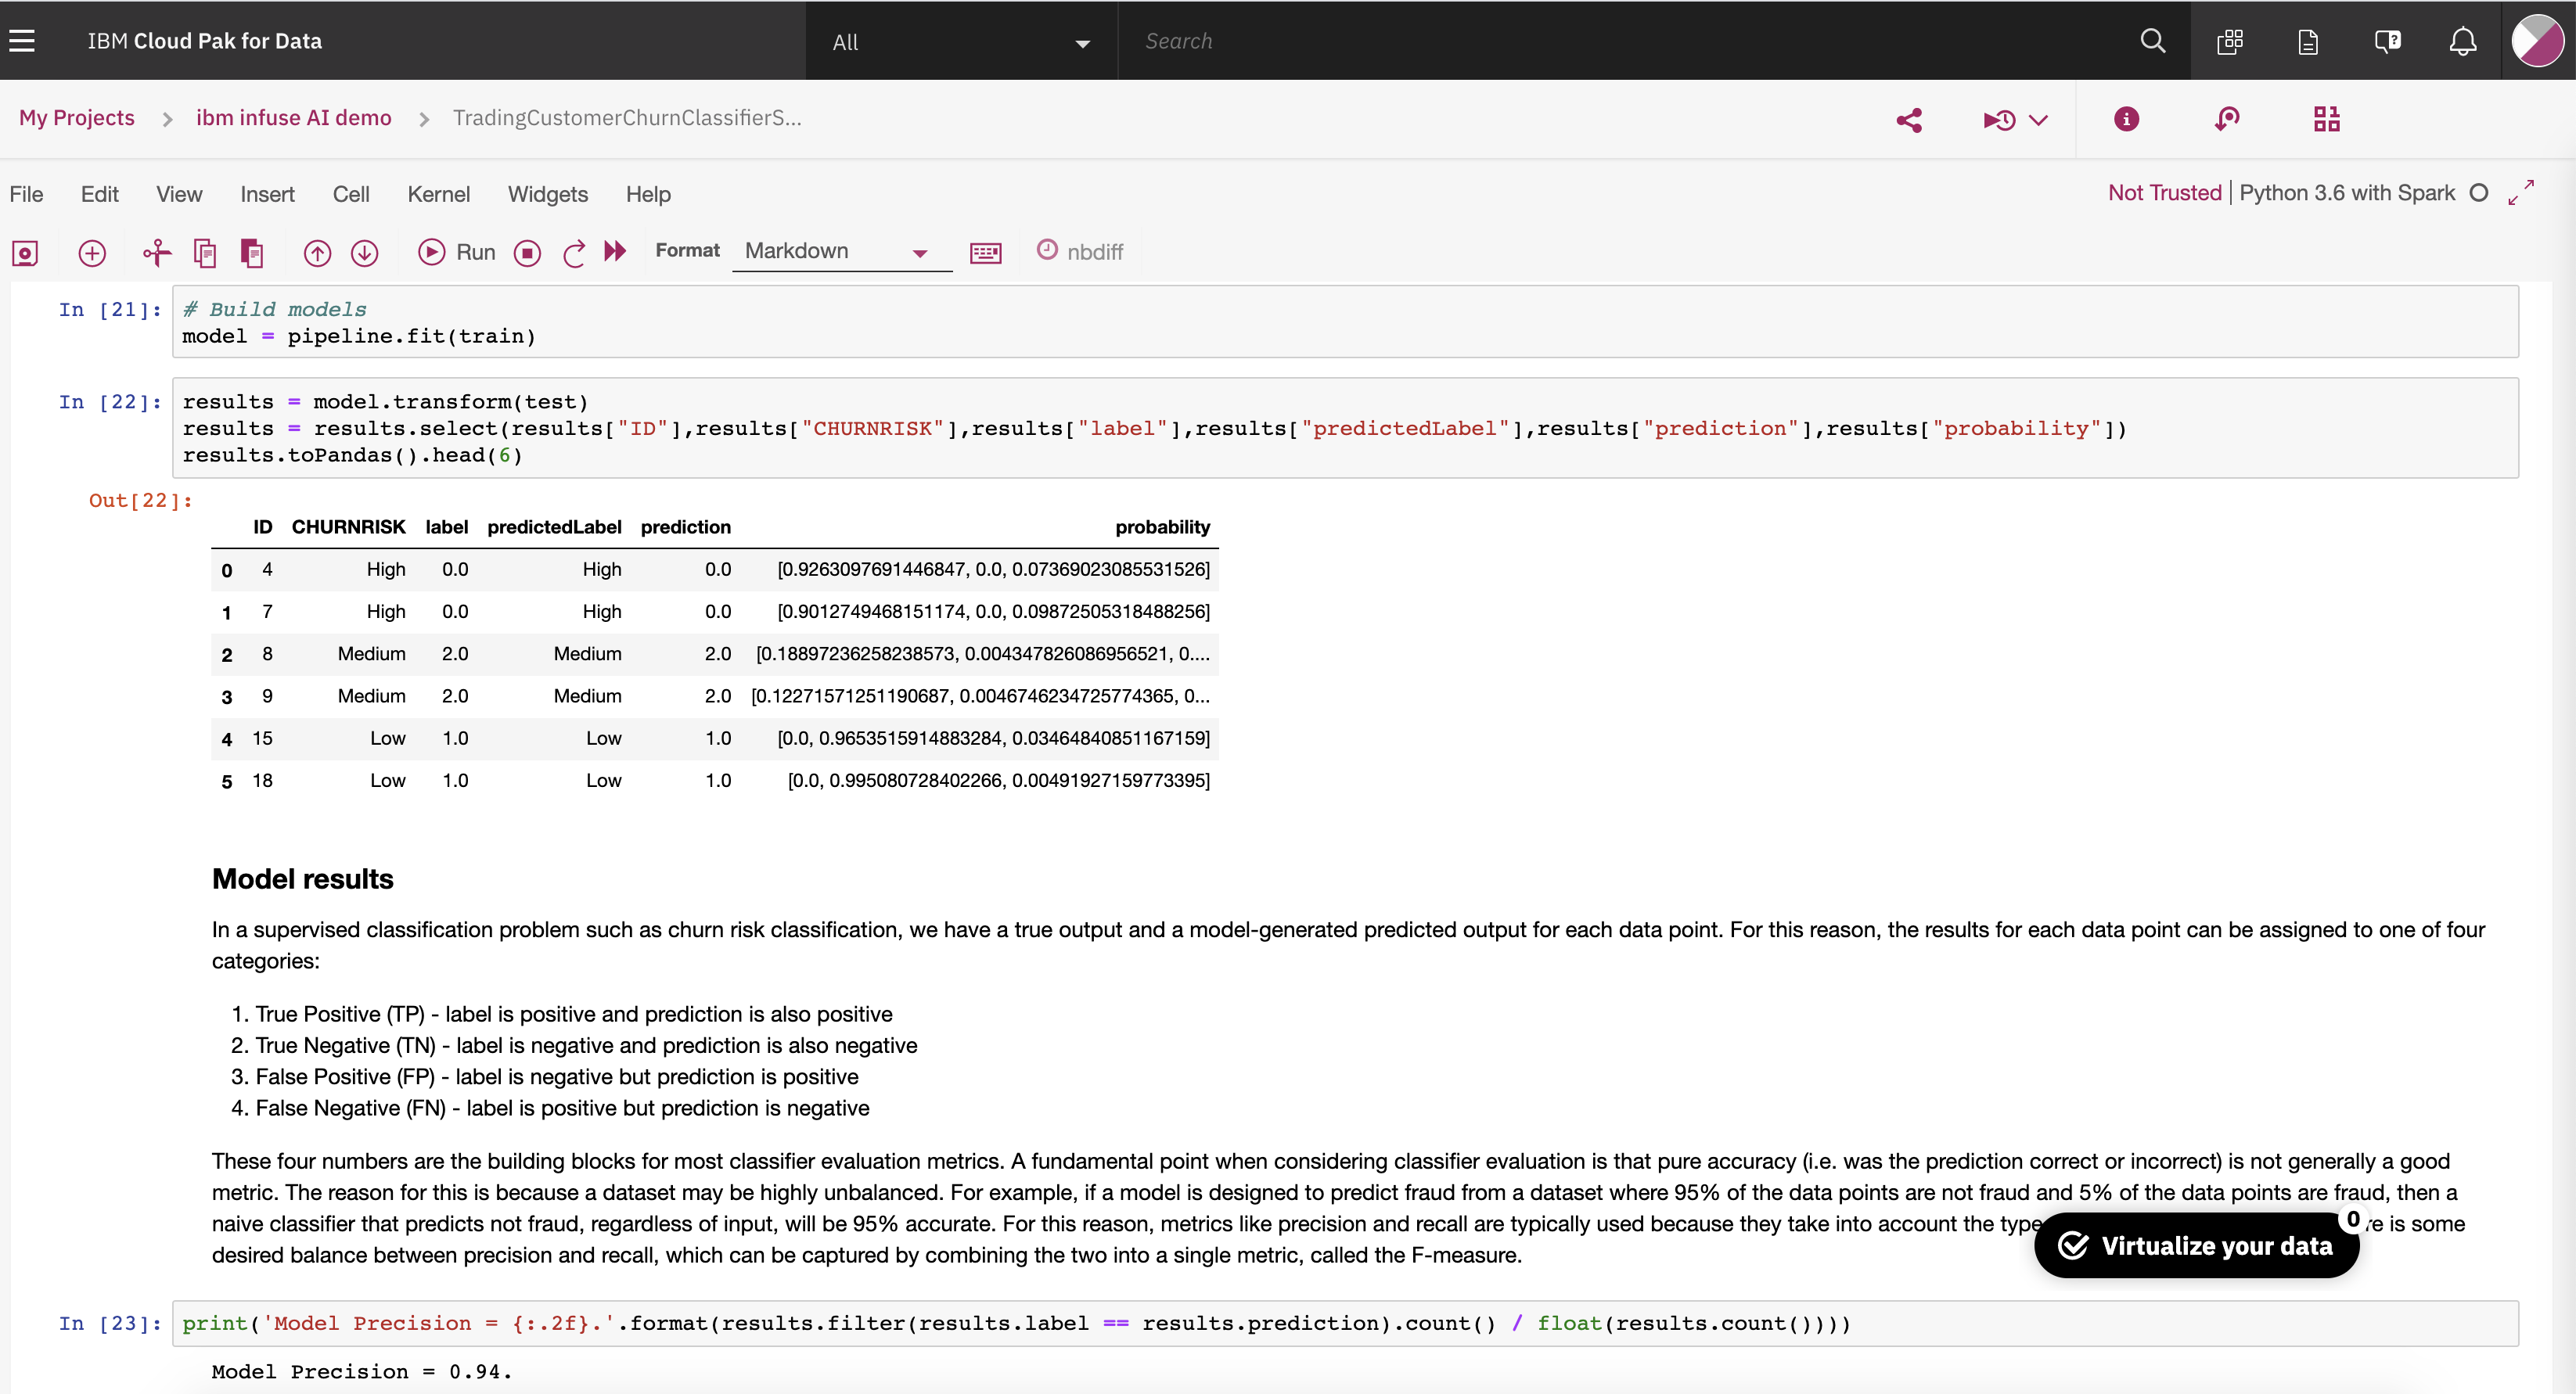 IBM Cloud Pak for Data
All
Search
My Projects > ibm infuse AI demo > TradingCustomerChurnClassifierS...
File Edit View Insert Cell Kernel Widgets Help
Not Trusted | Python 3.6 with Spark
Run
Format Markdown
nbdiff
In [21]: # Build models
model = pipeline.fit(train)
In [22]: results = model.transform(test)
results = results.select(results["ID"],results["CHURNRISK"],results["label"],results["predictedLabel"],results["prediction"],results["probability"])
results.toPandas().head(6)
Out[22]:
ID CHURNRISK label predictedLabel prediction probability
0 4 High 0.0 High 0.0 [0.9263097691446847, 0.0, 0.07369023085531526]
1 7 High 0.0 High 0.0 [0.9012749468151174, 0.0, 0.09872505318488256]
2 8 Medium 2.0 Medium 2.0 [0.18897236258238573, 0.004347826086956521, 0....
3 9 Medium 2.0 Medium 2.0 [0.12271571251190687, 0.0046746234725774365, 0...
4 15 Low 1.0 Low 1.0 [0.0, 0.9653515914883284, 0.03464840851167159]
5 18 Low 1.0 Low 1.0 [0.0, 0.995080728402266, 0.00491927159773395]
Model results
In a supervised classification problem such as churn risk classification, we have a true output and a model-generated predicted output for each data point. For this reason, the results for each data point can be assigned to one of four
categories:
1. True Positive (TP) - label is positive and prediction is also positive
2. True Negative (TN) - label is negative and prediction is also negative
3. False Positive (FP) - label is negative but prediction is positive
4. False Negative (FN) - label is positive but prediction is negative
These four numbers are the building blocks for most classifier evaluation metrics. A fundamental point when considering classifier evaluation is that pure accuracy (i.e. was the prediction correct or incorrect) is not generally a good
metric. The reason for this is because a dataset may be highly unbalanced. For example, if a model is designed to predict fraud from a dataset where 95% of the data points are not fraud and 5% of the data points are fraud, then a
naive classifier that predicts not fraud, regardless of input, will be 95% accurate. For this reason, metrics like precision and recall are typically used because they take into account the type re is some
desired balance between precision and recall, which can be captured by combining the two into a single metric, called the F-measure.
0
Virtualize your data
In [23]: print('Model Precision = {:.2f}.'.format(results.filter(results.label == results.prediction).count() / float(results.count())))
Model Precision = 0.94.